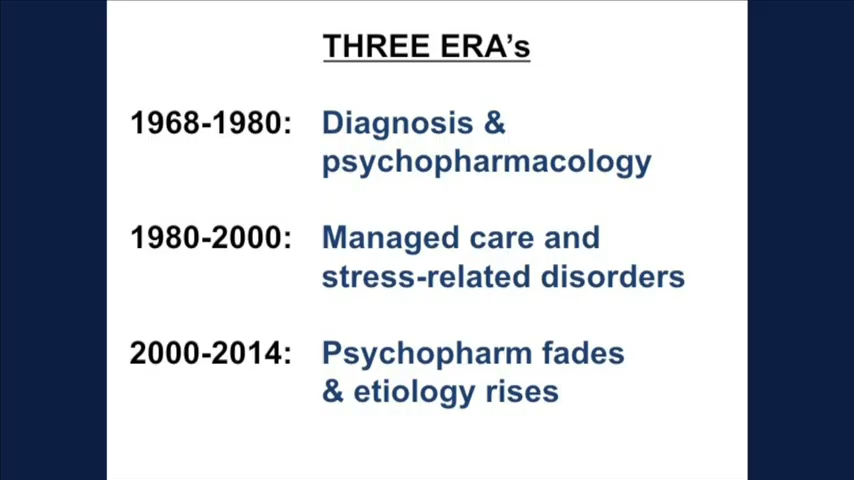 THREE ERA’s
1968-1980: Diagnosis &
psychopharmacology
1980-2000: Managed care and
stress-related disorders
2000-2014: Psychopharm fades
& etiology rises